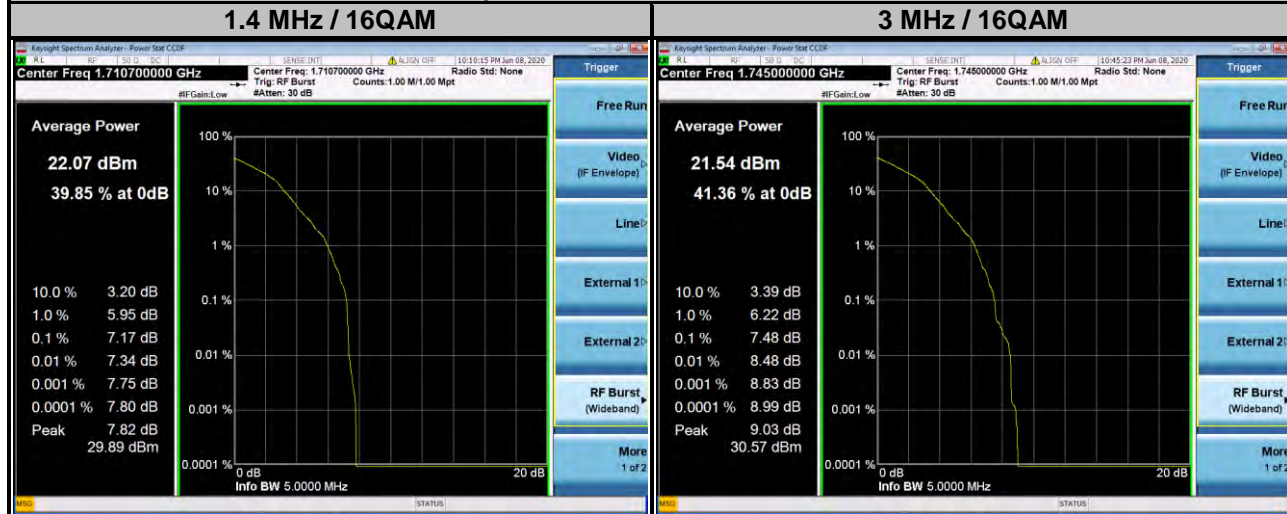 1.4 MHz / 16QAM
Keysight Spectrum Analyzer - Power Stat CCDF
RL RF 50 Ω DC SENSE:INT ALIGN OFF 10:10:15 PM Jun 08, 2020
Center Freq 1.710700000 GHz
Center Freq: 1.710700000 GHz Radio Std: None
Trig: RF Burst Counts:1.00 M/1.00 Mpt
#IFGain:Low #Atten: 30 dB
Average Power
22.07 dBm
39.85 % at 0dB
10.0 % 3.20 dB
1.0 % 5.95 dB
0.1 % 7.17 dB
0.01 % 7.34 dB
0.001 % 7.75 dB
0.0001 % 7.80 dB
Peak 7.82 dB
29.89 dBm
100 %
10 %
1 %
0.1 %
0.01 %
0.001 %
0.0001 %
0 dB 20 dB
Info BW 5.0000 MHz
Trigger
Free Run
Video
(IF Envelope)
Line
External 1
External 2
RF Burst
(Wideband)
More
1 of 2
MSG STATUS
3 MHz / 16QAM
Keysight Spectrum Analyzer - Power Stat CCDF
RL RF 50 Ω DC SENSE:INT ALIGN OFF 10:45:23 PM Jun 08, 2020
Center Freq 1.745000000 GHz
Center Freq: 1.745000000 GHz Radio Std: None
Trig: RF Burst Counts:1.00 M/1.00 Mpt
#IFGain:Low #Atten: 30 dB
Average Power
21.54 dBm
41.36 % at 0dB
10.0 % 3.39 dB
1.0 % 6.22 dB
0.1 % 7.48 dB
0.01 % 8.48 dB
0.001 % 8.83 dB
0.0001 % 8.99 dB
Peak 9.03 dB
30.57 dBm
100 %
10 %
1 %
0.1 %
0.01 %
0.001 %
0.0001 %
0 dB 20 dB
Info BW 5.0000 MHz
Trigger
Free Run
Video
(IF Envelope)
Line
External 1
External 2
RF Burst
(Wideband)
More
1 of 2
MSG STATUS